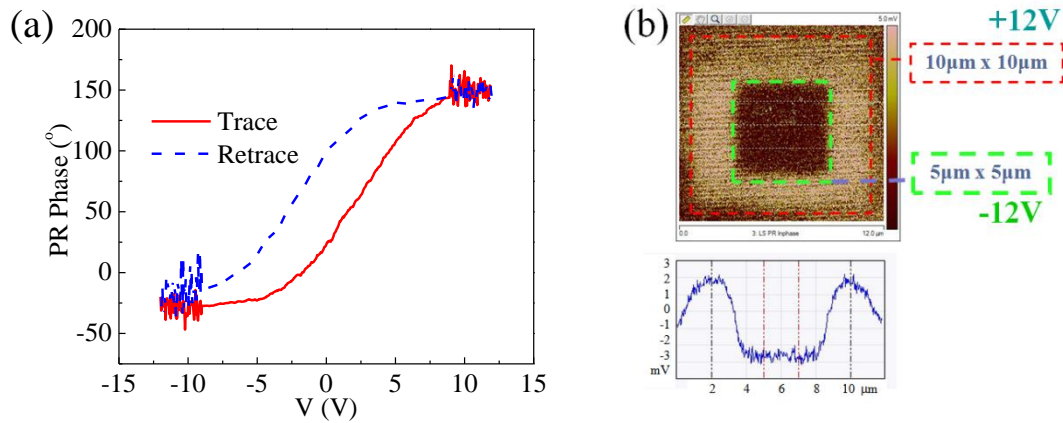 (a)
200
150
100
50
0
-50
PR Phase (°)
Trace
Retrace
-15 -10 -5 0 5 10 15
V (V)
(b)
5.0 mV
+12V
10μm x 10μm
5μm x 5μm
-12V
0.0 3: LS PR Inphase 12.0 μm
3
2
1
0
-1
-2
-3
mV
2 4 6 8 10 μm